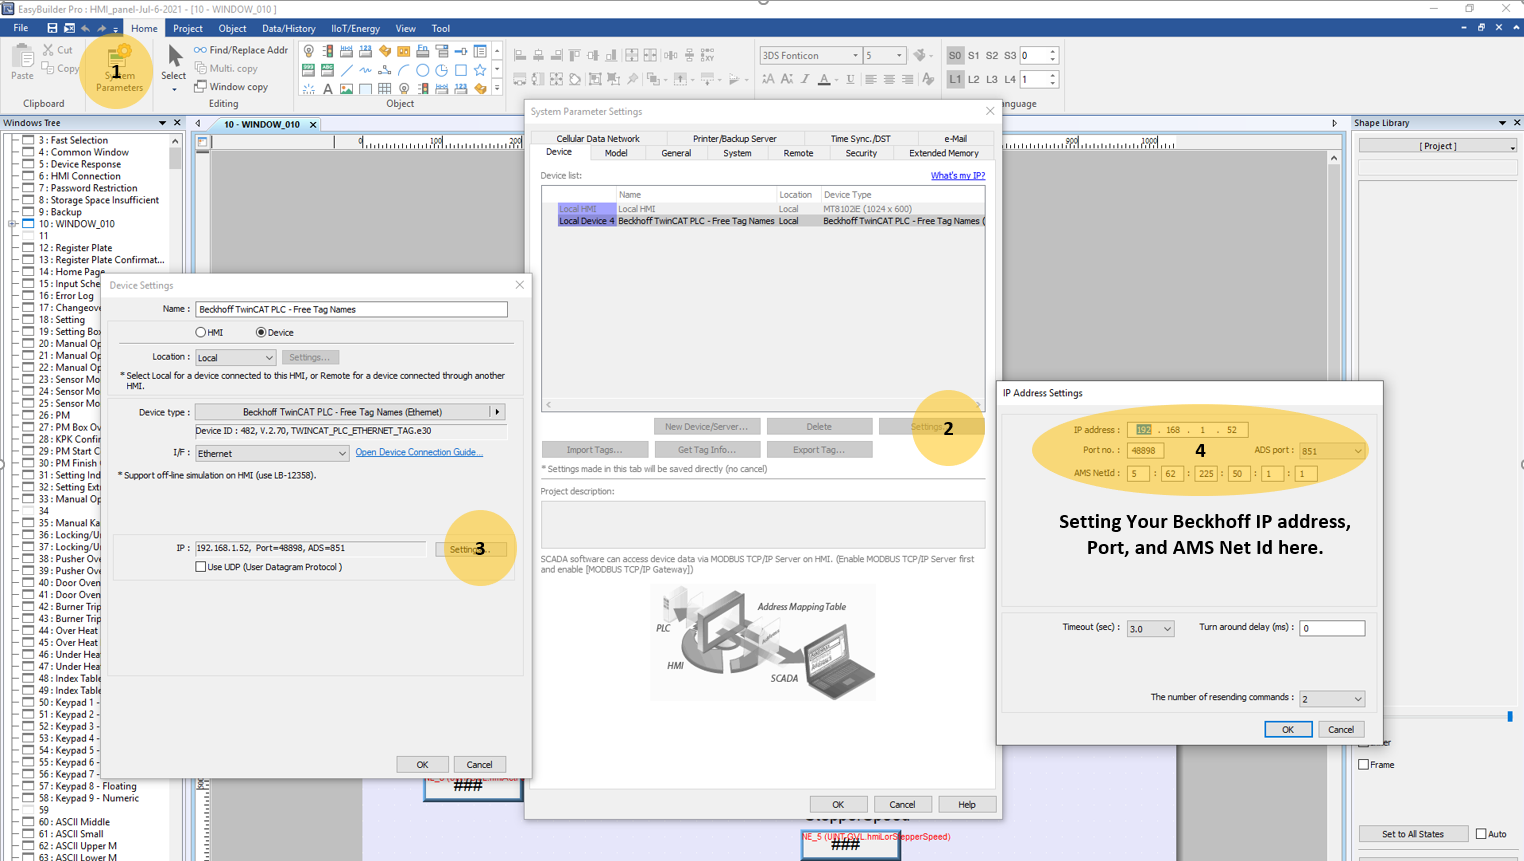 EasyBuilder Pro : HMI_panel-Jul-6-2021 - [10 - WINDOW_010 ]
File Home Project Object Data/History IIoT/Energy View Tool
Paste
Cut
Copy
1
System
Parameters
Select
Find/Replace Addr
Multi. copy
Window copy
3DS Fonticon 5
S0 S1 S2 S3 0
L1 L2 L3 L4 1
Clipboard Editing Object nguage
Windows Tree
3 : Fast Selection
4 : Common Window
5 : Device Response
6 : HMI Connection
7 : Password Restriction
8 : Storage Space Insufficient
9 : Backup
10 : WINDOW_010
11
12 : Register Plate
13 : Register Plate Confirmat...
14 : Home Page
15 : Input Sche
16 : Error Log
17 : Changeove
18 : Setting
19 : Setting Box
20 : Manual Op
21 : Manual Op
22 : Manual Op
23 : Sensor Mo
24 : Sensor Mo
25 : Sensor Mo
26 : PM
27 : PM Box Ov
28 : KPK Confir
29 : PM Start C
30 : PM Finish
31 : Setting Ind
32 : Setting Ext
33 : Manual Op
34
35 : Manual Ka
36 : Locking/U
37 : Locking/U
38 : Pusher Ov
39 : Pusher Ov
40 : Door Oven
41 : Door Oven
42 : Burner Trip
43 : Burner Trip
44 : Over Heat
45 : Over Heat
46 : Under Hea
47 : Under Hea
48 : Index Table
49 : Index Table
50 : Keypad 1 -
51 : Keypad 2 -
52 : Keypad 3 -
53 : Keypad 4 -
54 : Keypad 5 -
55 : Keypad 6 -
56 : Keypad 7 -
57 : Keypad 8 - Floating
58 : Keypad 9 - Numeric
59
60 : ASCII Middle
61 : ASCII Small
62 : ASCII Upper M
63 : ASCII Lower M
10 - WINDOW_010
0 100 200 900 1000
System Parameter Settings
Cellular Data Network Printer/Backup Server Time Sync./DST e-Mail
Device Model General System Remote Security Extended Memory
Device list: What's my IP?
Name Location Device Type
Local HMI Local HMI Local MT8102iE (1024 x 600)
Local Device 4 Beckhoff TwinCAT PLC - Free Tag Names Local Beckhoff TwinCAT PLC - Free Tag Names (
New Device/Server... Delete Settings...
2
Import Tags... Get Tag Info... Export Tag...
* Settings made in this tab will be saved directly (no cancel)
Project description:
SCADA software can access device data via MODBUS TCP/IP Server on HMI. (Enable MODBUS TCP/IP Server first
and enable [MODBUS TCP/IP Gateway])
Address Mapping Table
PLC
HMI
SCADA
OK Cancel Help
Device Settings
Name : Beckhoff TwinCAT PLC - Free Tag Names
HMI Device
Location : Local Settings...
* Select Local for a device connected to this HMI, or Remote for a device connected through another
HMI.
Device type : Beckhoff TwinCAT PLC - Free Tag Names (Ethernet)
Device ID : 482, V.2.70, TWINCAT_PLC_ETHERNET_TAG.e30
I/F : Ethernet Open Device Connection Guide...
* Support off-line simulation on HMI (use LB-12358).
IP : 192.168.1.52, Port=48898, ADS=851 Settings...
3
Use UDP (User Datagram Protocol )
OK Cancel
IP Address Settings
IP address : 192 . 168 . 1 . 52
Port no. : 48898 4 ADS port : 851
AMS NetId : 5 : 62 : 225 : 50 : 1 : 1
Setting Your Beckhoff IP address,
Port, and AMS Net Id here.
Timeout (sec) : 3.0 Turn around delay (ms) : 0
The number of resending commands : 2
OK Cancel
Shape Library
[ Project ]
Frame
Set to All States Auto
###
StepperSpeed
NE_5 (UINT GVL.hmiLorStepperSpeed)
###